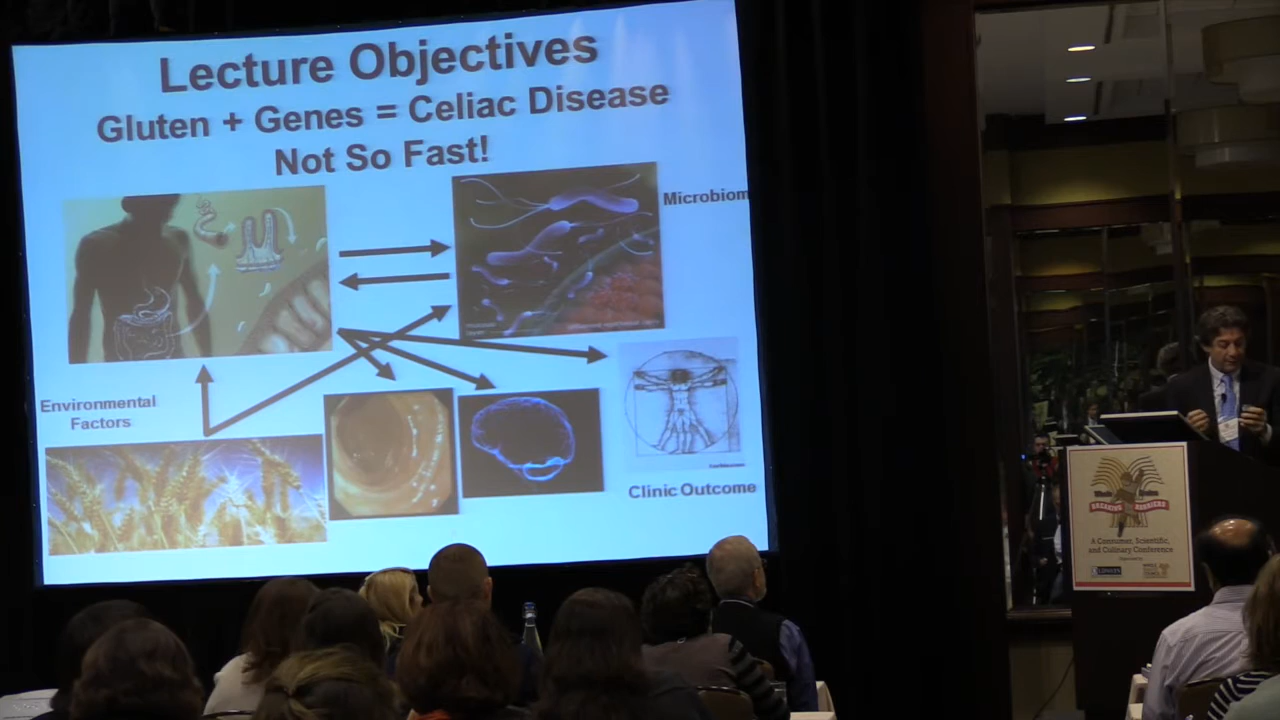 Lecture Objectives
Gluten + Genes = Celiac Disease
Not So Fast!
Microbiom
Environmental
Factors
Clinic Outcome
BREAKING BARRIERS
A Consumer, Scientific,
and Culinary Conference